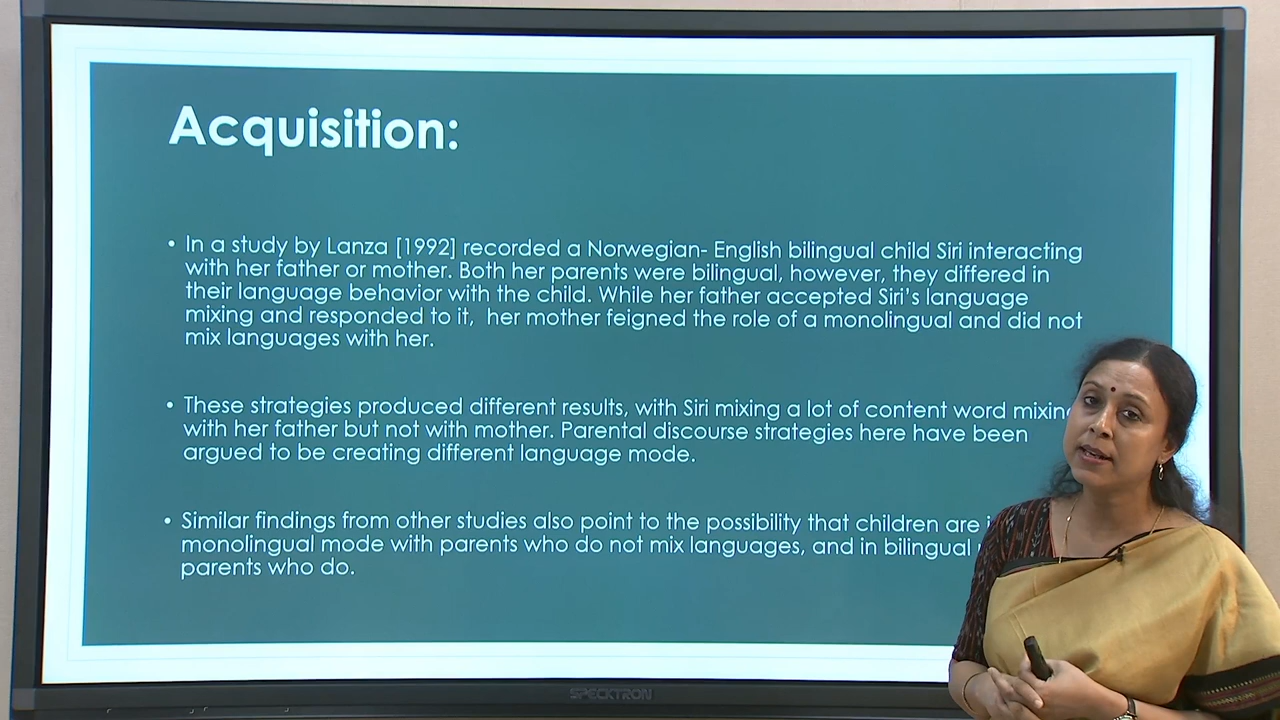 Acquisition:
• In a study by Lanza [1992] recorded a Norwegian- English bilingual child Siri interacting
with her father or mother. Both her parents were bilingual, however, they differed in
their language behavior with the child. While her father accepted Siri's language
mixing and responded to it, her mother feigned the role of a monolingual and did not
mix languages with her.
• These strategies produced different results, with Siri mixing a lot of content word mixing
with her father but not with mother. Parental discourse strategies here have been
argued to be creating different language mode.
• Similar findings from other studies also point to the possibility that children are
monolingual mode with parents who do not mix languages, and in bilingual
parents who do.
SPECKTRON